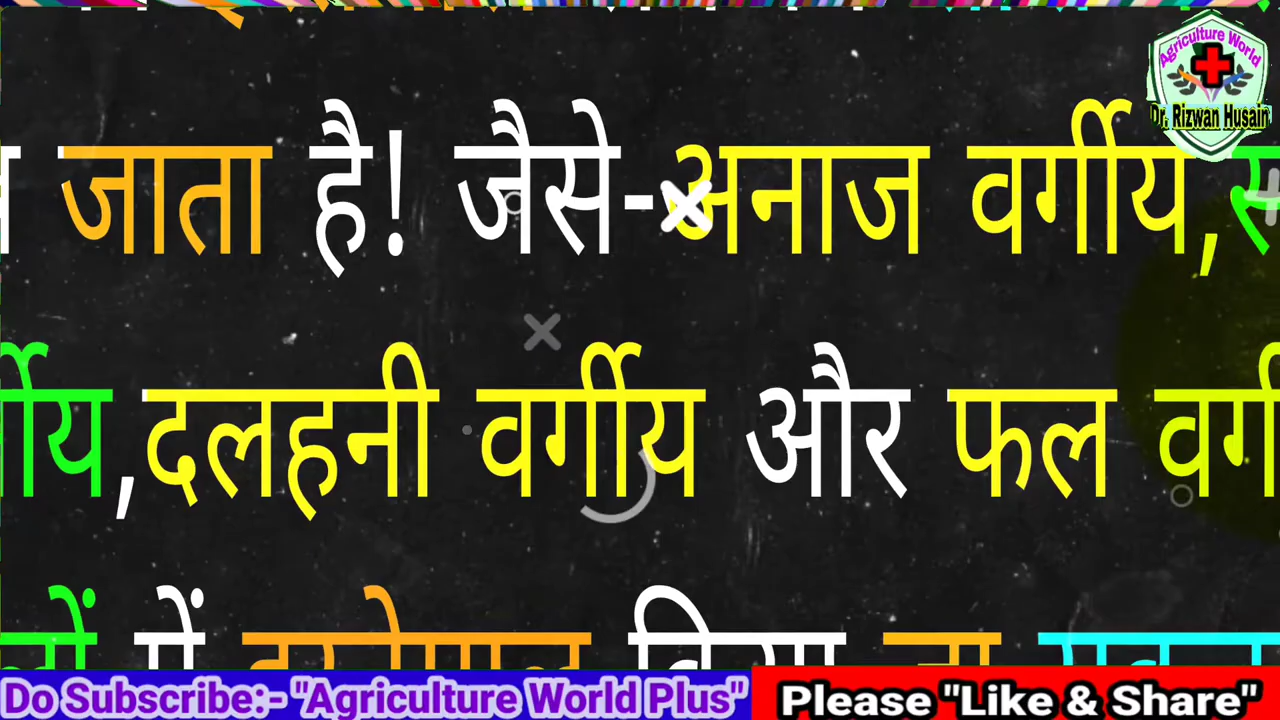 Agriculture World
Dr. Rizwan Husain
जाता है! जैसे-अनाज वर्गीय,
दलहनी वर्गीय और फल
में इस्तेमाल किया जा
Do Subscribe:- "Agriculture World Plus"
Please "Like & Share"